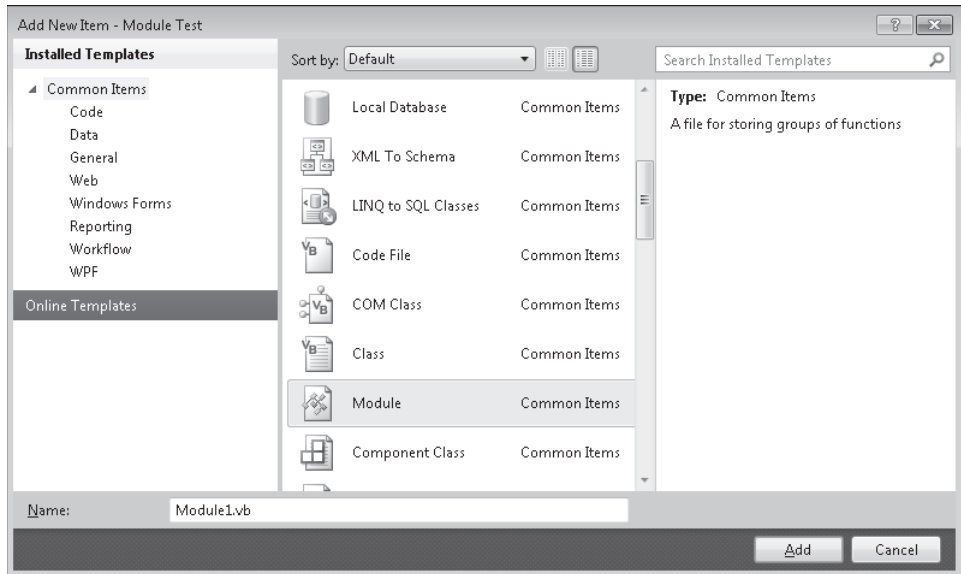 Add New Item - Module Test
Installed Templates
Common Items
Code
Data
General
Web
Windows Forms
Reporting
Workflow
WPF
Online Templates
Sort by: Default
Local Database Common Items
XML To Schema Common Items
LINQ to SQL Classes Common Items
VB Code File Common Items
VB COM Class Common Items
VB Class Common Items
Module Common Items
Component Class Common Items
Search Installed Templates
Type: Common Items
A file for storing groups of functions
Name: Module1.vb
Add Cancel